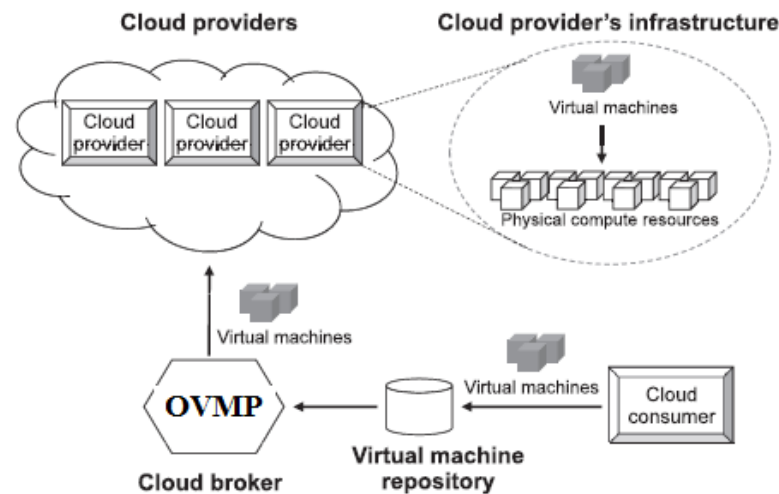 Cloud providers
Cloud provider's infrastructure
Cloud
provider
Cloud
provider
Cloud
provider
Virtual machines
Physical compute resources
Virtual machines
Virtual machines
OVMP
Cloud
consumer
Cloud broker
Virtual machine
repository